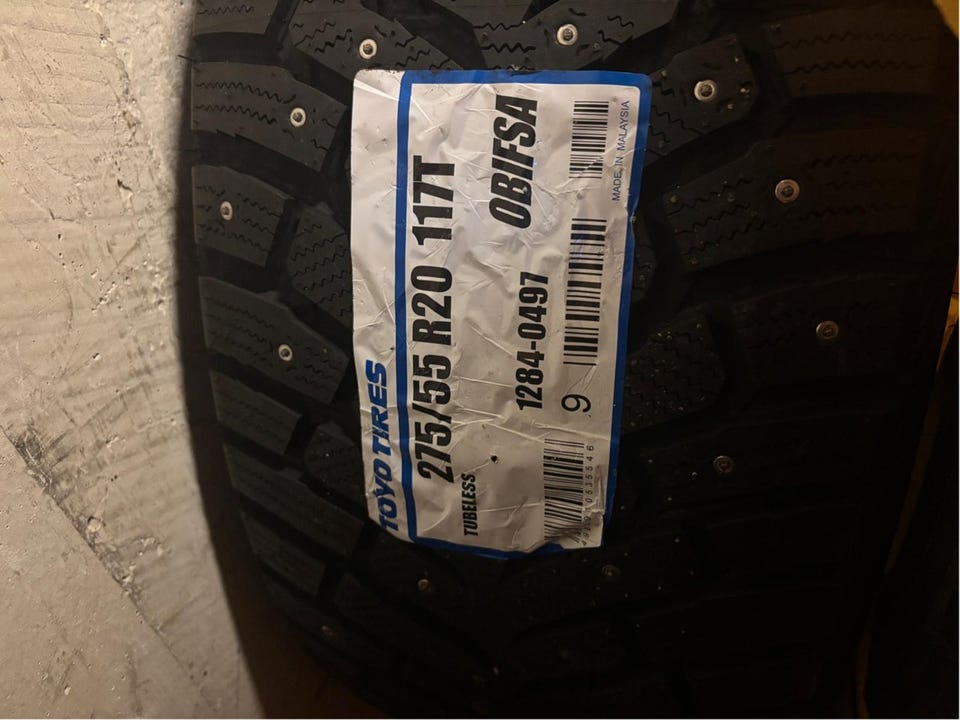 TOYO TIRES
275/55 R20 117T
TUBELESS
OBIFSA
1284-0497
9
MADE IN MALAYSIA